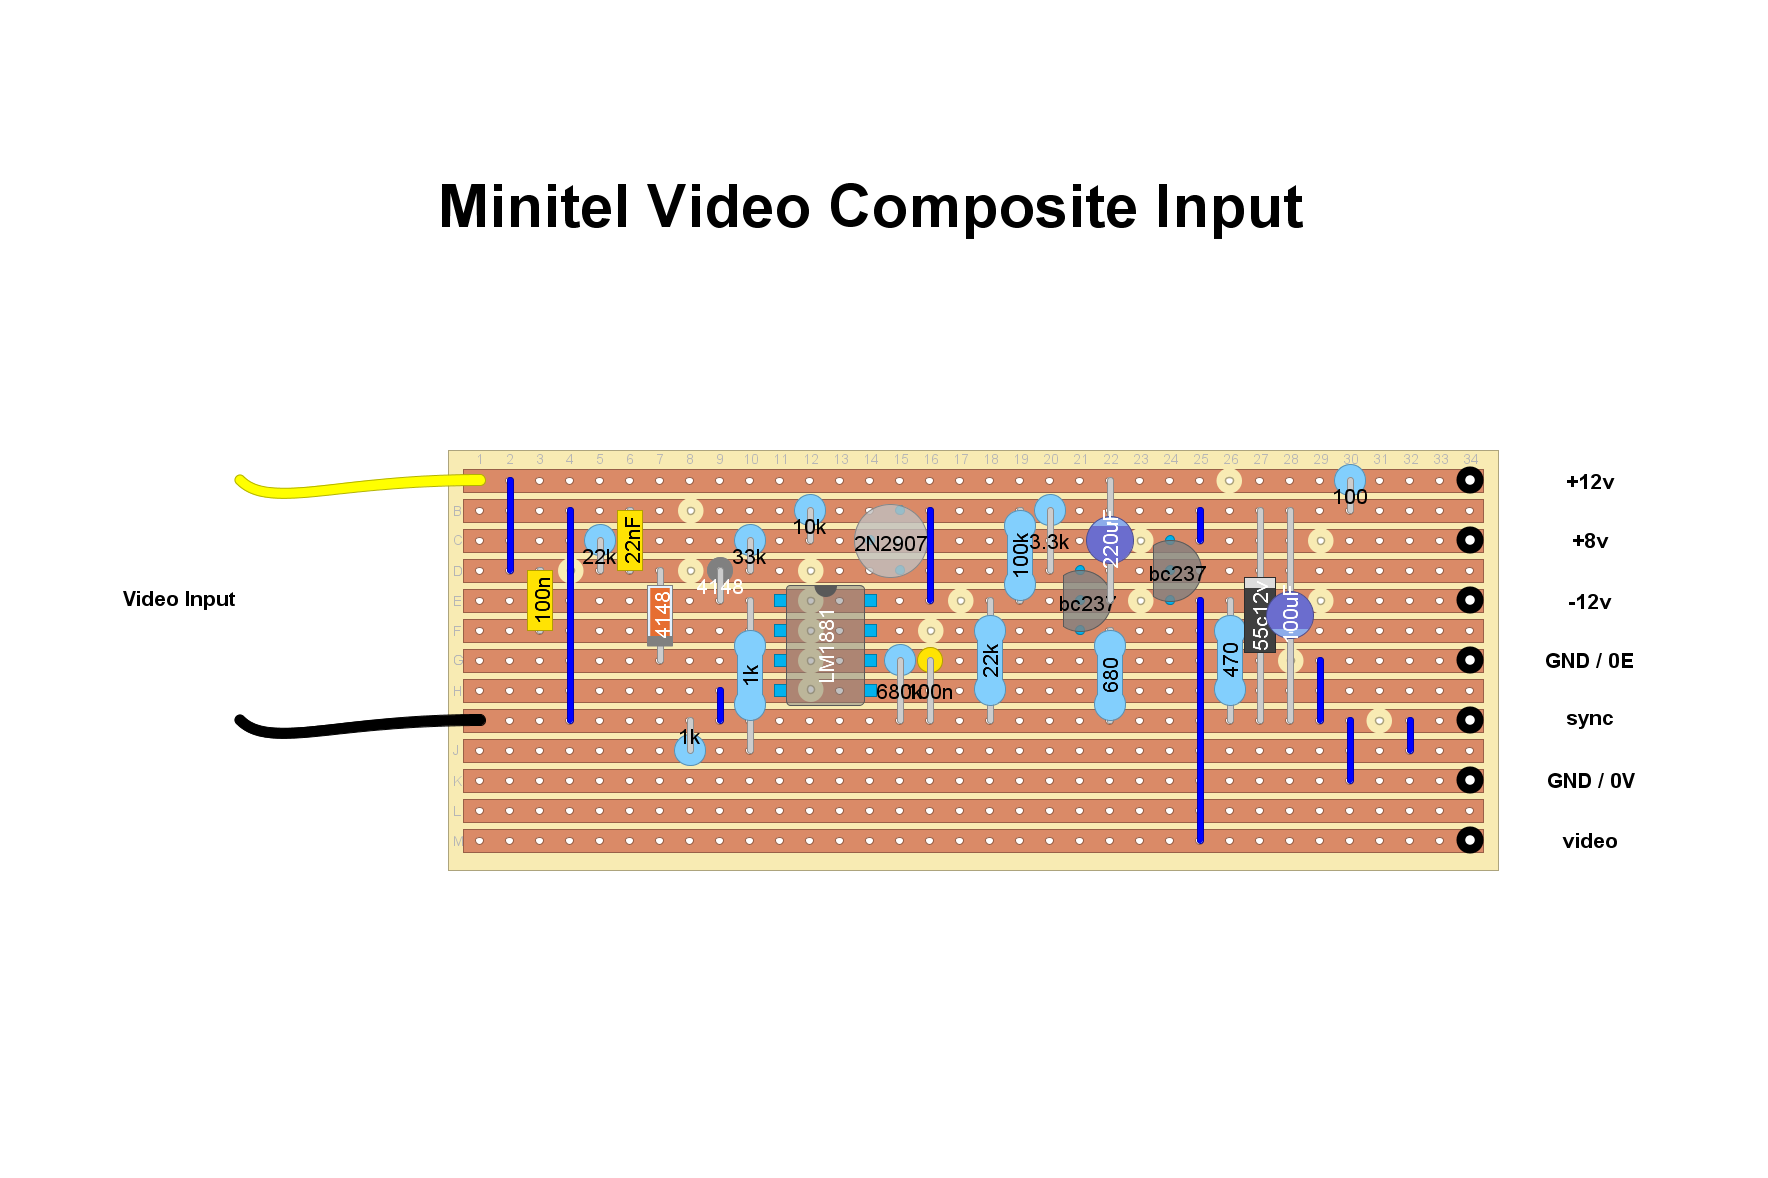 Minitel Video Composite Input
1 2 3 4 5 6 7 8 9 10 11 12 13 14 15 16 17 18 19 20 21 22 23 24 25 26 27 28 29 30 31 32 33 34
+12v
100
B
10k
22nF
22k
33k
2N2907
100k
3.3k
220uF
C
+8v
D
4148
bc237
100n
4148
bc237
E
-12v
Video Input
F
LM1881
1k
22k
680
470
55c12v
100uF
G
GND / 0E
H
680k
100n
sync
1k
J
K
GND / 0V
L
M
video